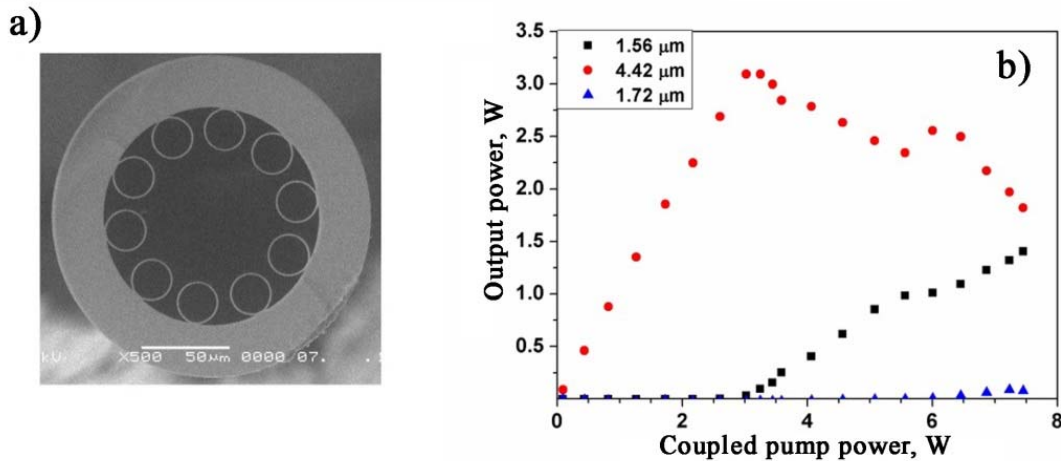 a)
kV X500 50µm 0000 07.
b)
1.56 µm
4.42 µm
1.72 µm
3.5
3.0
2.5
2.0
1.5
1.0
0.5
0 2 4 6 8
Output power, W
Coupled pump power, W